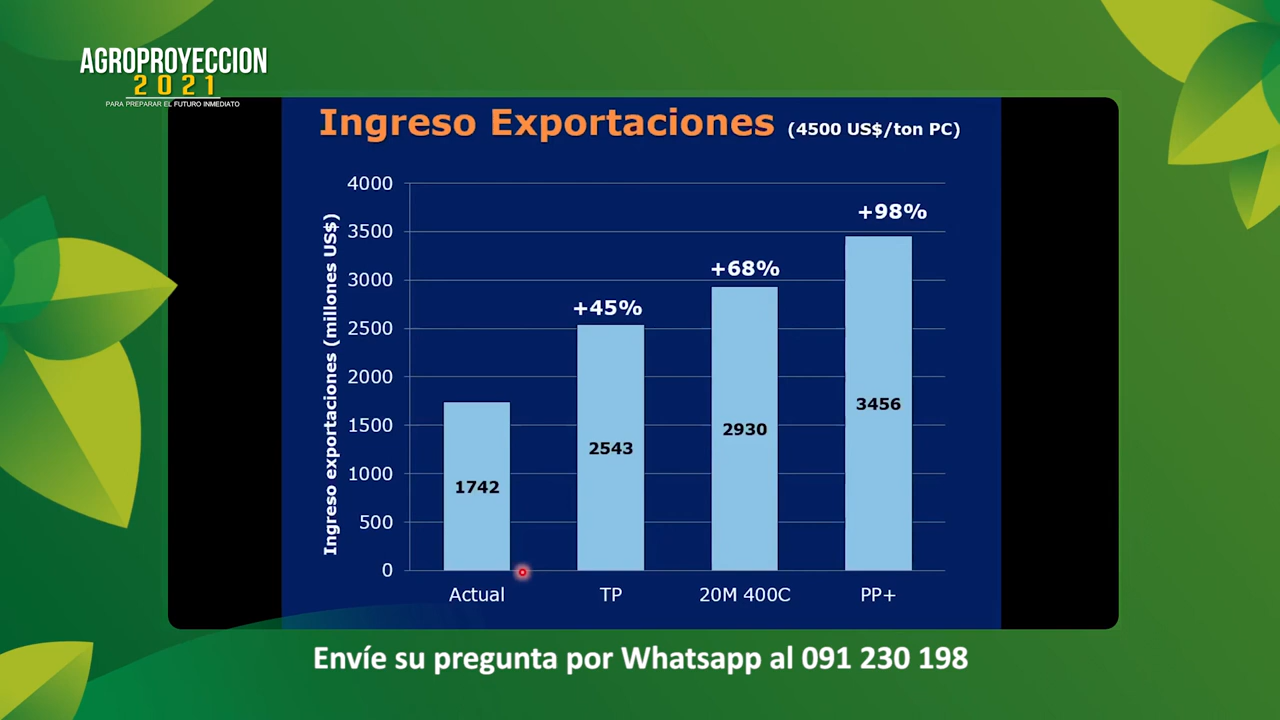 AGROPROYECCION
2021
PARA PREPARAR EL FUTURO INMEDIATO
Ingreso Exportaciones (4500 US$/ton PC)
Ingreso exportaciones (millones US$)
4000
3500
3000
2500
2000
1500
1000
500
0
+45%
+68%
+98%
1742
2543
2930
3456
Actual
TP
20M 400C
PP+
Envíe su pregunta por Whatsapp al 091 230 198